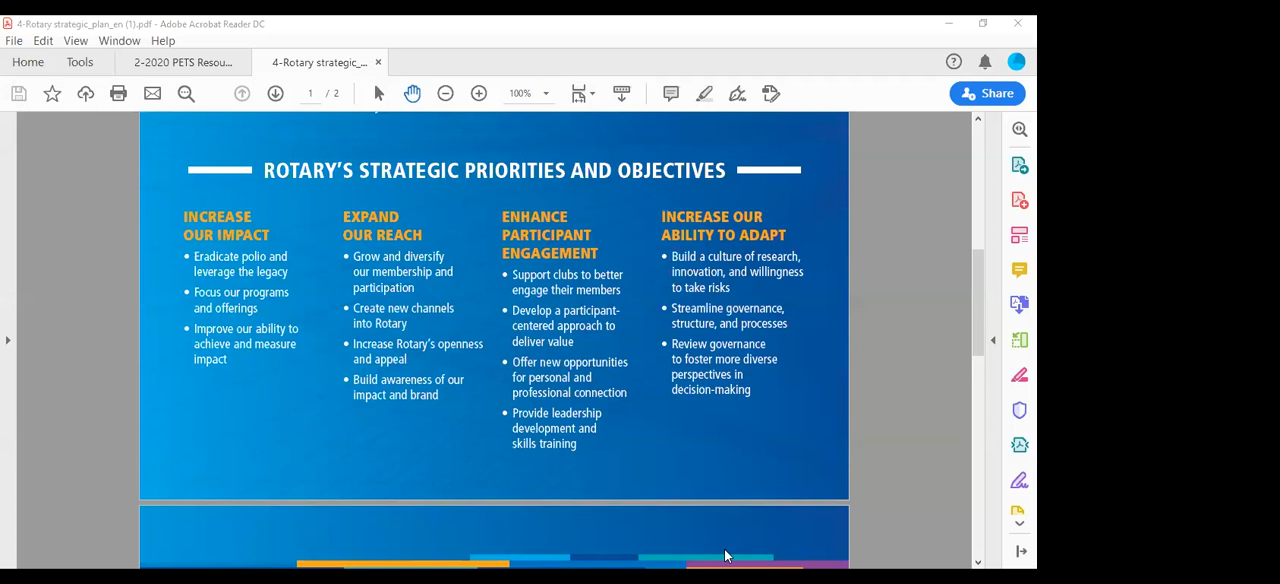 4-Rotary strategic_plan_en (1).pdf - Adobe Acrobat Reader DC
File Edit View Window Help
Home Tools 2-2020 PETS Resou... 4-Rotary strategic_... ×
1 / 2 100% Share
ROTARY'S STRATEGIC PRIORITIES AND OBJECTIVES
INCREASE
OUR IMPACT
• Eradicate polio and
leverage the legacy
• Focus our programs
and offerings
• Improve our ability to
achieve and measure
impact
EXPAND
OUR REACH
• Grow and diversify
our membership and
participation
• Create new channels
into Rotary
• Increase Rotary's openness
and appeal
• Build awareness of our
impact and brand
ENHANCE
PARTICIPANT
ENGAGEMENT
• Support clubs to better
engage their members
• Develop a participant-
centered approach to
deliver value
• Offer new opportunities
for personal and
professional connection
• Provide leadership
development and
skills training
INCREASE OUR
ABILITY TO ADAPT
• Build a culture of research,
innovation, and willingness
to take risks
• Streamline governance,
structure, and processes
• Review governance
to foster more diverse
perspectives in
decision-making